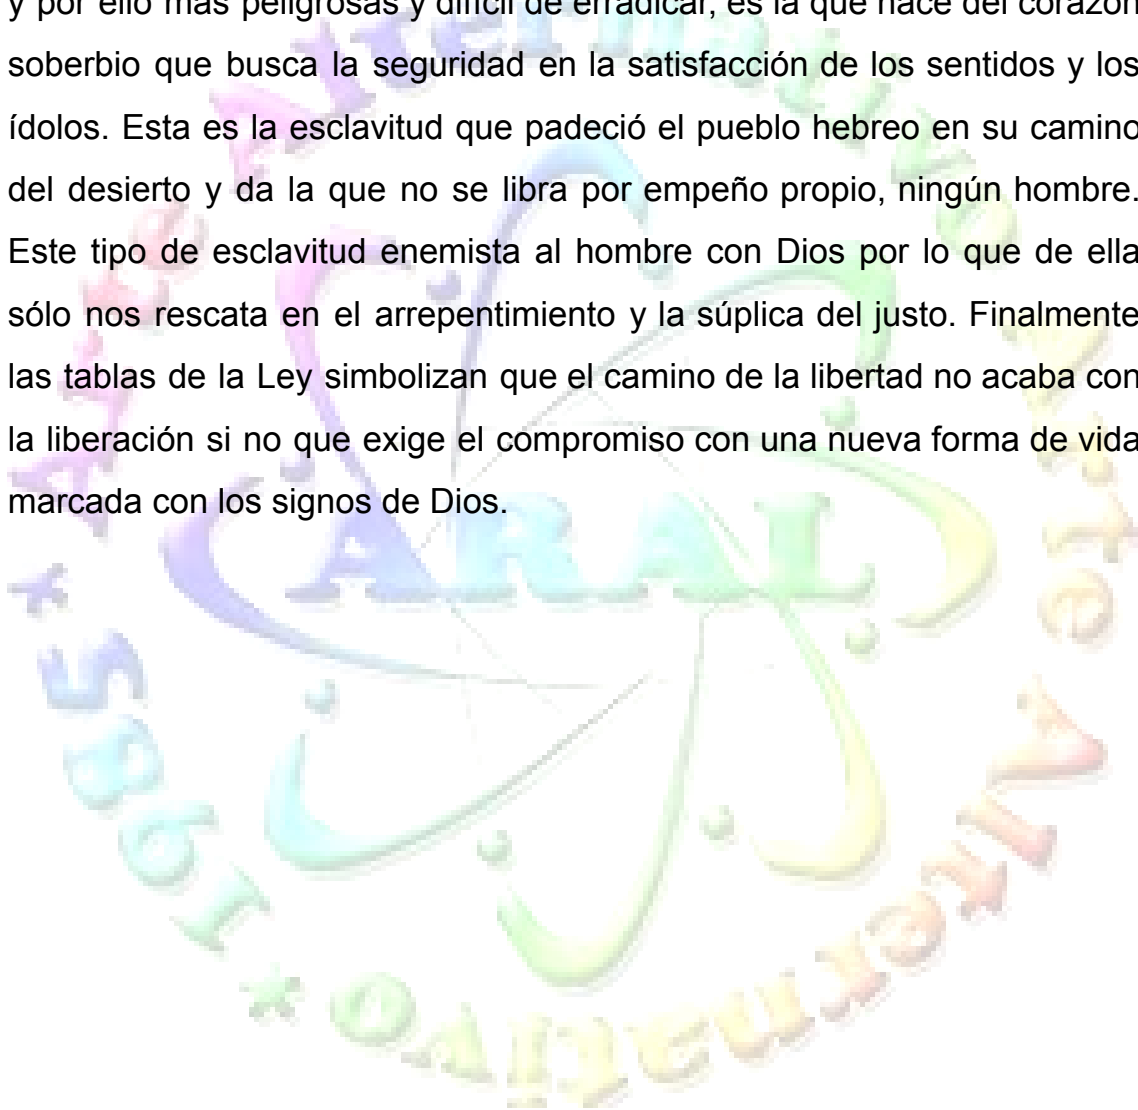 y por ello más peligrosas y difícil de erradicar, es la que nace del corazón
soberbio que busca la seguridad en la satisfacción de los sentidos y los
ídolos. Esta es la esclavitud que padeció el pueblo hebreo en su camino
del desierto y da la que no se libra por empeño propio, ningún hombre.
Este tipo de esclavitud enemista al hombre con Dios por lo que de ella
sólo nos rescata en el arrepentimiento y la súplica del justo. Finalmente
las tablas de la Ley simbolizan que el camino de la libertad no acaba con
la liberación si no que exige el compromiso con una nueva forma de vida
marcada con los signos de Dios.
ARAL
Arte Alternativo
Arte Alternativo
* 1985 *